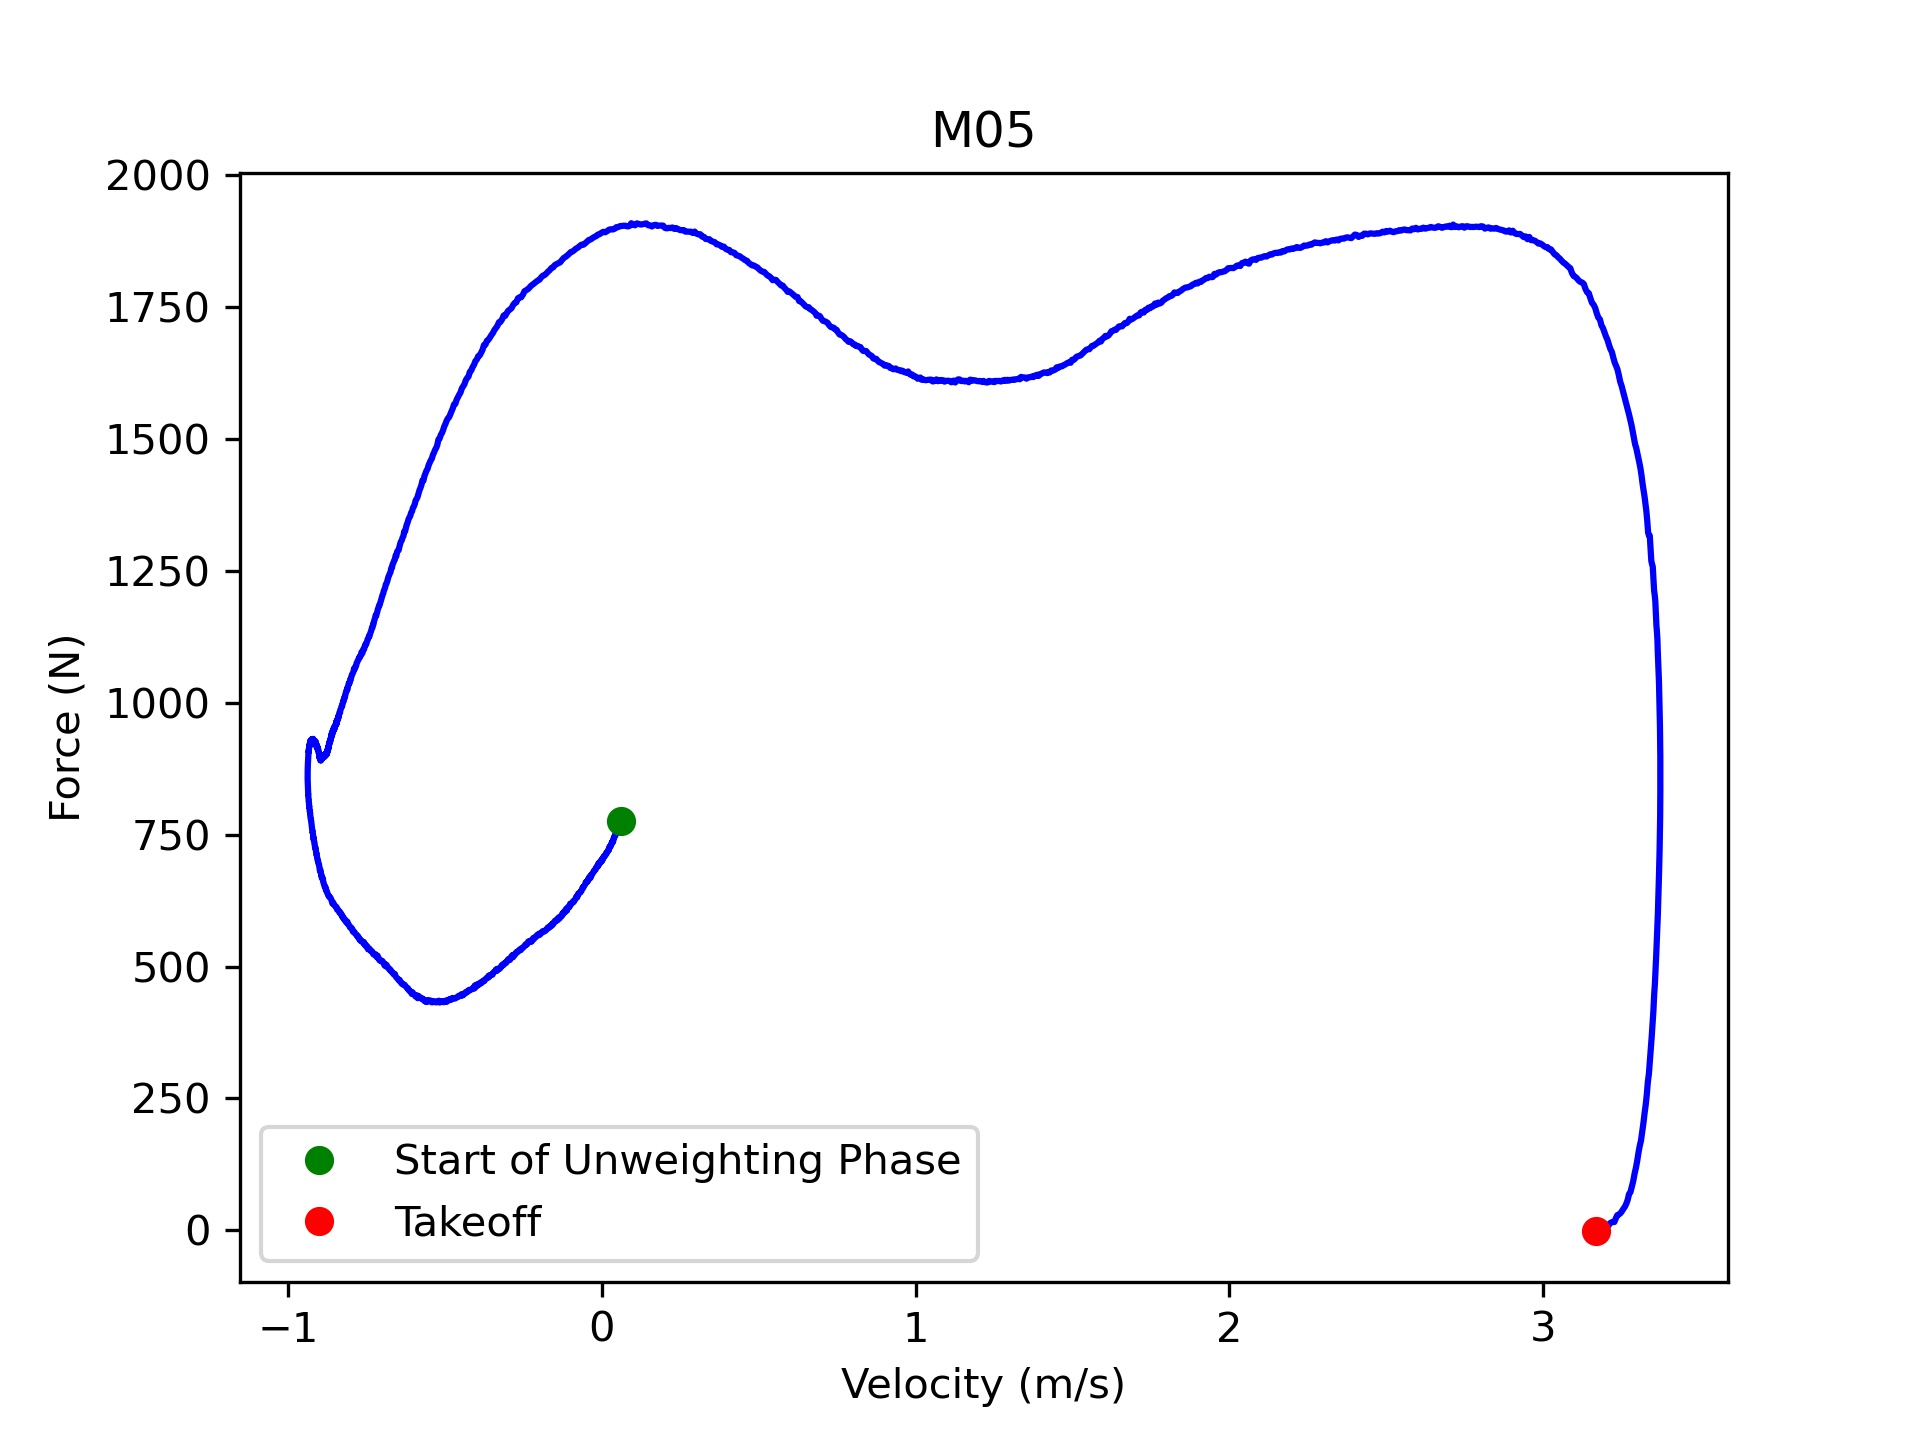 M05
2000
1750
1500
1250
1000
750
500
250
0
Force (N)
Start of Unweighting Phase
Takeoff
−1 0 1 2 3
Velocity (m/s)